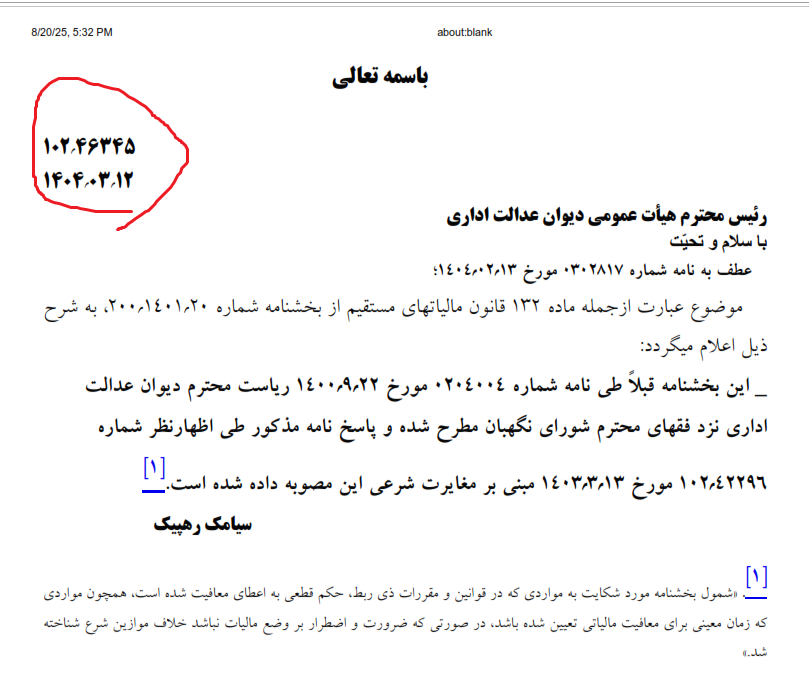 8/20/25, 5:32 PM
about:blank
باسمه تعالی
۱۰۲٫۴۶۳۴۵
۱۴۰۴٫۰۳٫۱۲
رئیس محترم هیأت عمومی دیوان عدالت اداری
با سلام و تحیّت
عطف به نامه شماره ۰۳۰۲۸۱۷ مورخ ۱۴۰٤٫۰۲٫۱۳؛
موضوع عبارت ازجمله ماده ۱۳۲ قانون مالیاتهای مستقیم از بخشنامه شماره ۲۰۰٫۱٤۰۱٫۲۰، به شرح
ذیل اعلام میگردد:
_ این بخشنامه قبلاً طی نامه شماره ۰۲۰٤۰۰٤ مورخ ۱٤۰۰٫۹٫۲۲ ریاست محترم دیوان عدالت
اداری نزد فقهای محترم شورای نگهبان مطرح شده و پاسخ نامه مذکور طی اظهارنظر شماره
۱۰۲٫٤۲۲۹٦ مورخ ۱٤۰۳٫۳٫۱۳ مبنی بر مغایرت شرعی این مصوبه داده شده است.[۱]
سیامک رهپیک
[۱]. «شمول بخشنامه مورد شکایت به مواردی که در قوانین و مقررات ذی ربط، حکم قطعی به اعطای معافیت شده است، همچون مواردی
که زمان معینی برای معافیت مالیاتی تعیین شده باشد، در صورتی که ضرورت و اضطرار بر وضع مالیات نباشد خلاف موازین شرع شناخته
شد.»